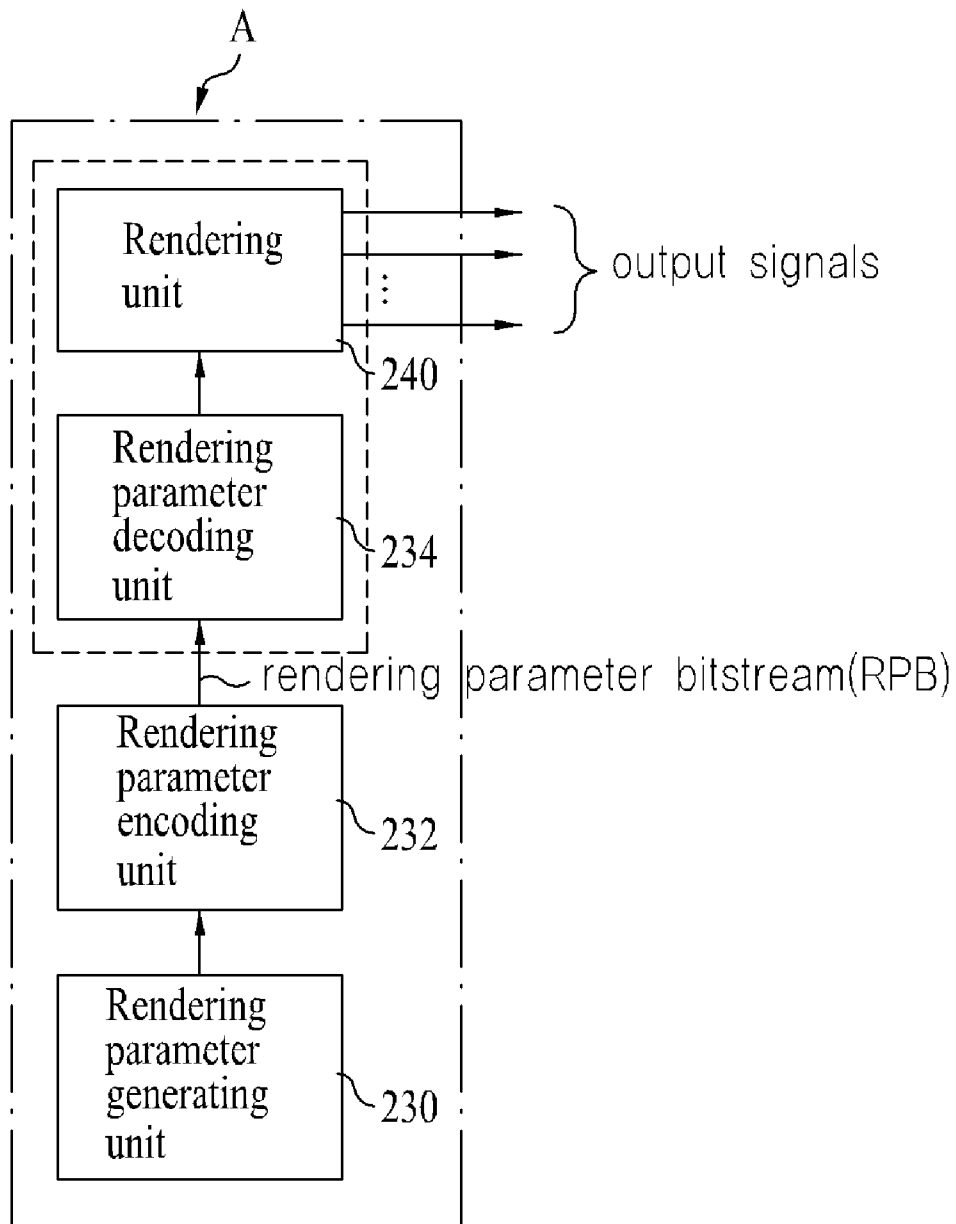 A
Rendering
unit
output signals
240
Rendering
parameter
decoding
unit
234
rendering parameter bitstream(RPB)
Rendering
parameter
encoding
unit
232
Rendering
parameter
generating
unit
230